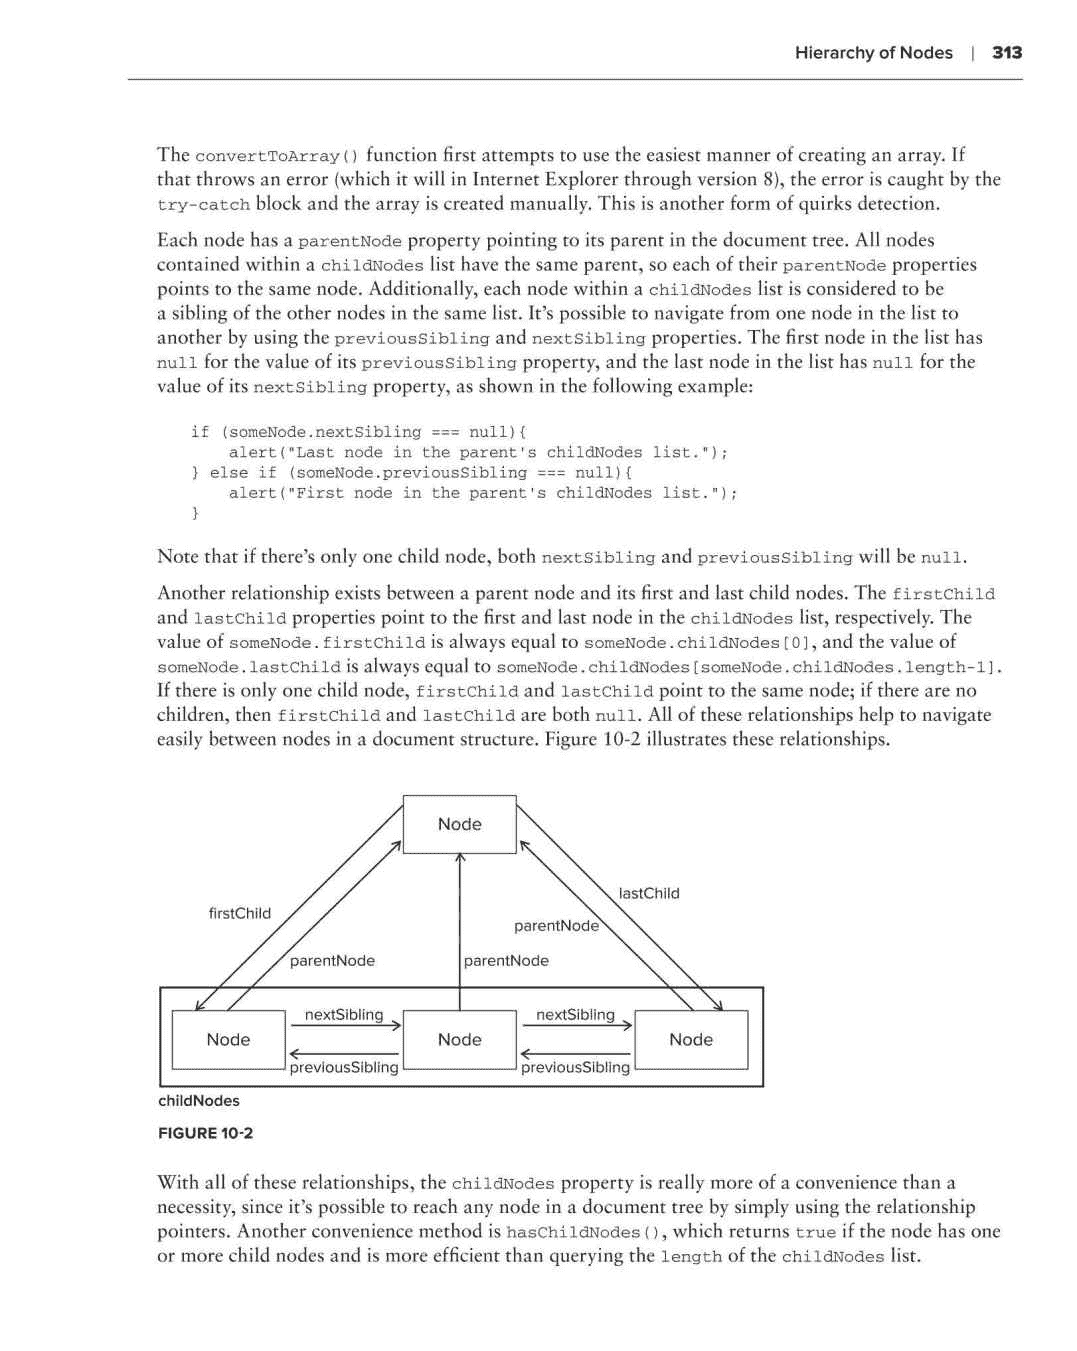 Hierarchy of Nodes | 313
The convertToArray() function first attempts to use the easiest manner of creating an array. If
that throws an error (which it will in Internet Explorer through version 8), the error is caught by the
try-catch block and the array is created manually. This is another form of quirks detection.
Each node has a parentNode property pointing to its parent in the document tree. All nodes
contained within a childNodes list have the same parent, so each of their parentNode properties
points to the same node. Additionally, each node within a childNodes list is considered to be
a sibling of the other nodes in the same list. It's possible to navigate from one node in the list to
another by using the previousSibling and nextSibling properties. The first node in the list has
null for the value of its previousSibling property, and the last node in the list has null for the
value of its nextSibling property, as shown in the following example:
if (someNode.nextSibling === null){
alert("Last node in the parent's childNodes list.");
} else if (someNode.previousSibling === null){
alert("First node in the parent's childNodes list.");
}
Note that if there's only one child node, both nextSibling and previousSibling will be null.
Another relationship exists between a parent node and its first and last child nodes. The firstChild
and lastChild properties point to the first and last node in the childNodes list, respectively. The
value of someNode.firstChild is always equal to someNode.childNodes[0], and the value of
someNode.lastChild is always equal to someNode.childNodes[someNode.childNodes.length-1].
If there is only one child node, firstChild and lastChild point to the same node; if there are no
children, then firstChild and lastChild are both null. All of these relationships help to navigate
easily between nodes in a document structure. Figure 10-2 illustrates these relationships.
Node
lastChild
firstChild
parentNode
parentNode
parentNode
nextSibling
nextSibling
Node
Node
Node
previousSibling
previousSibling
childNodes
FIGURE 10-2
With all of these relationships, the childNodes property is really more of a convenience than a
necessity, since it's possible to reach any node in a document tree by simply using the relationship
pointers. Another convenience method is hasChildNodes(), which returns true if the node has one
or more child nodes and is more efficient than querying the length of the childNodes list.